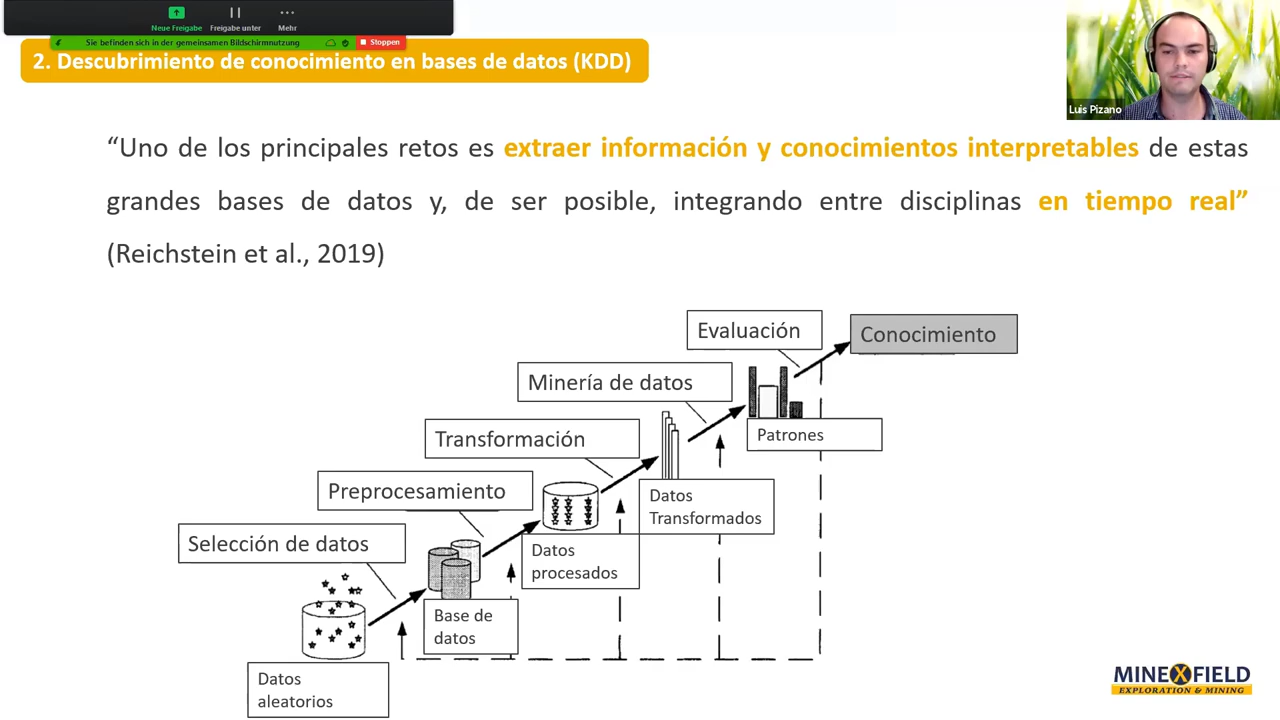 Neue Freigabe
Freigabe unter
Mehr
Sie befinden sich in der gemeinsamen Bildschirmnutzung
Stoppen
2. Descubrimiento de conocimiento en bases de datos (KDD)
Luis Pizano
“Uno de los principales retos es extraer información y conocimientos interpretables de estas
grandes bases de datos y, de ser posible, integrando entre disciplinas en tiempo real”
(Reichstein et al., 2019)
Evaluación
Conocimiento
Minería de datos
Patrones
Transformación
Datos
Transformados
Preprocesamiento
Datos
procesados
Selección de datos
Base de
datos
Datos
aleatorios
MINEXFIELD
EXPLORATION & MINING